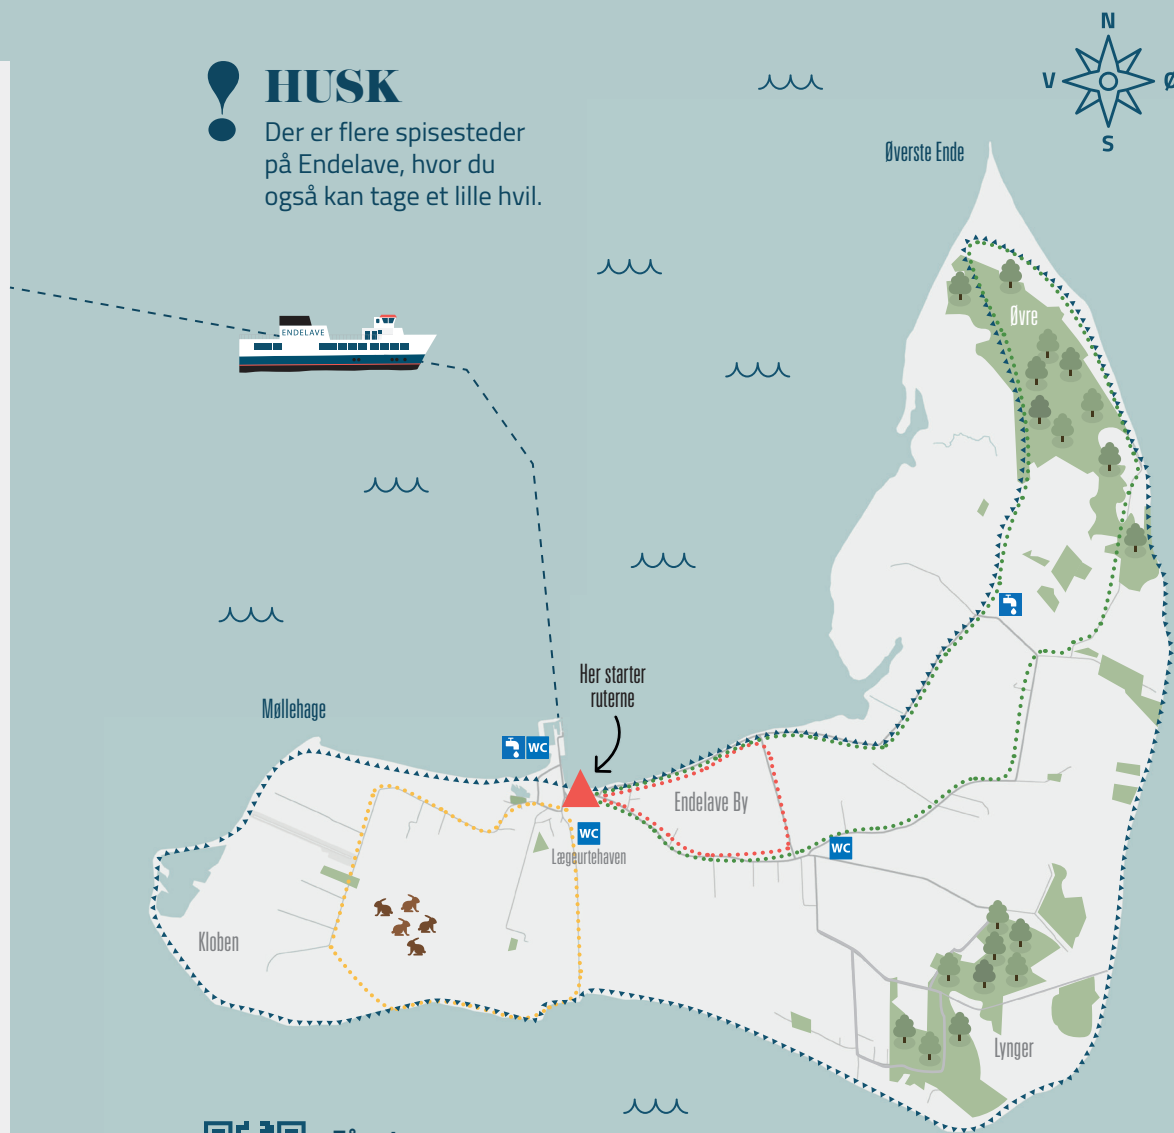 HUSK
Der er flere spisesteder
på Endelave, hvor du
også kan tage et lille hvil.
N
V
Ø
S
Øverste Ende
ENDELAVE
Øvre
Her starter
ruterne
Møllehage
WC
Endelave By
WC
Lægeurtehaven
WC
Kloben
Lynger